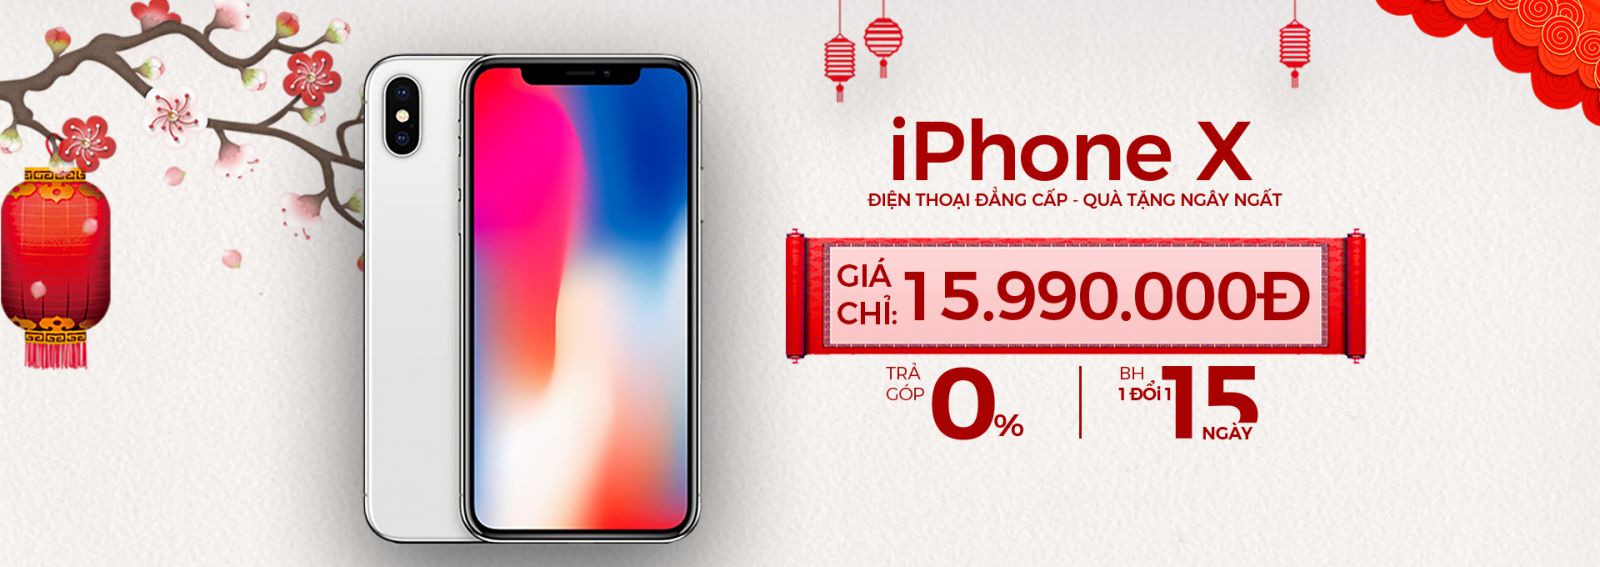 iPhone X
ĐIỆN THOẠI ĐẲNG CẤP - QUÀ TẶNG NGÂY NGẤT
GIÁ CHỈ: 15.990.000Đ
TRẢ GÓP 0%
BH 1 ĐỔI 1 15 NGÀY